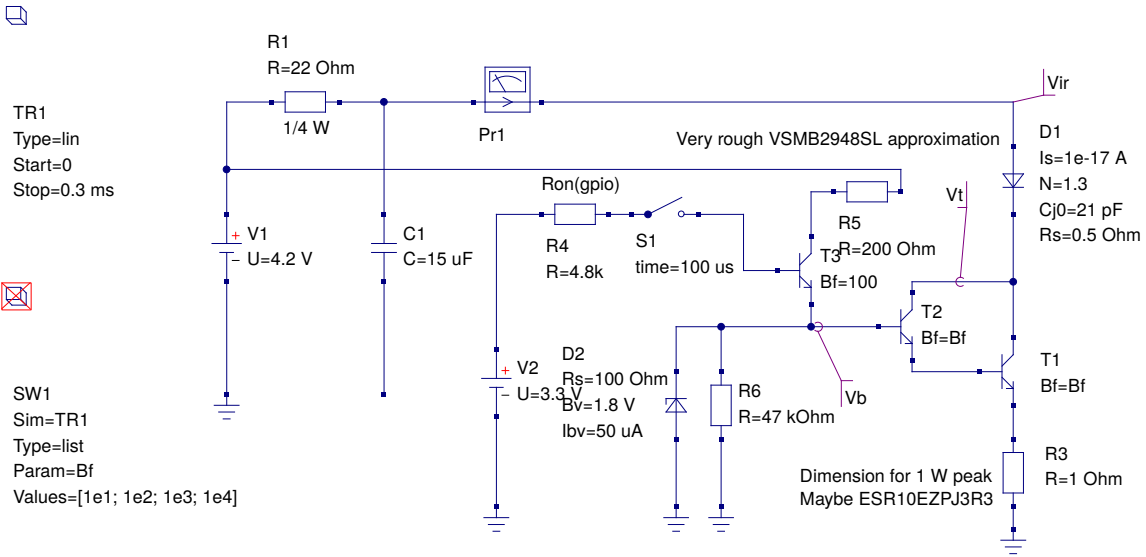 R1
R=22 Ohm
1/4 W
Pr1
Vir
TR1
Type=lin
Start=0
Stop=0.3 ms
Very rough VSMB2948SL approximation
D1
Is=1e-17 A
N=1.3
Cj0=21 pF
Rs=0.5 Ohm
Ron(gpio)
R4
R=4.8k
S1
time=100 us
R5
R=200 Ohm
Vt
V1
U=4.2 V
C1
C=15 uF
T3
Bf=100
T2
Bf=Bf
T1
Bf=Bf
V2
U=3.3 V
D2
Rs=100 Ohm
Bv=1.8 V
Ibv=50 uA
R6
R=47 kOhm
Vb
SW1
Sim=TR1
Type=list
Param=Bf
Values=[1e1; 1e2; 1e3; 1e4]
Dimension for 1 W peak
Maybe ESR10EZPJ3R3
R3
R=1 Ohm